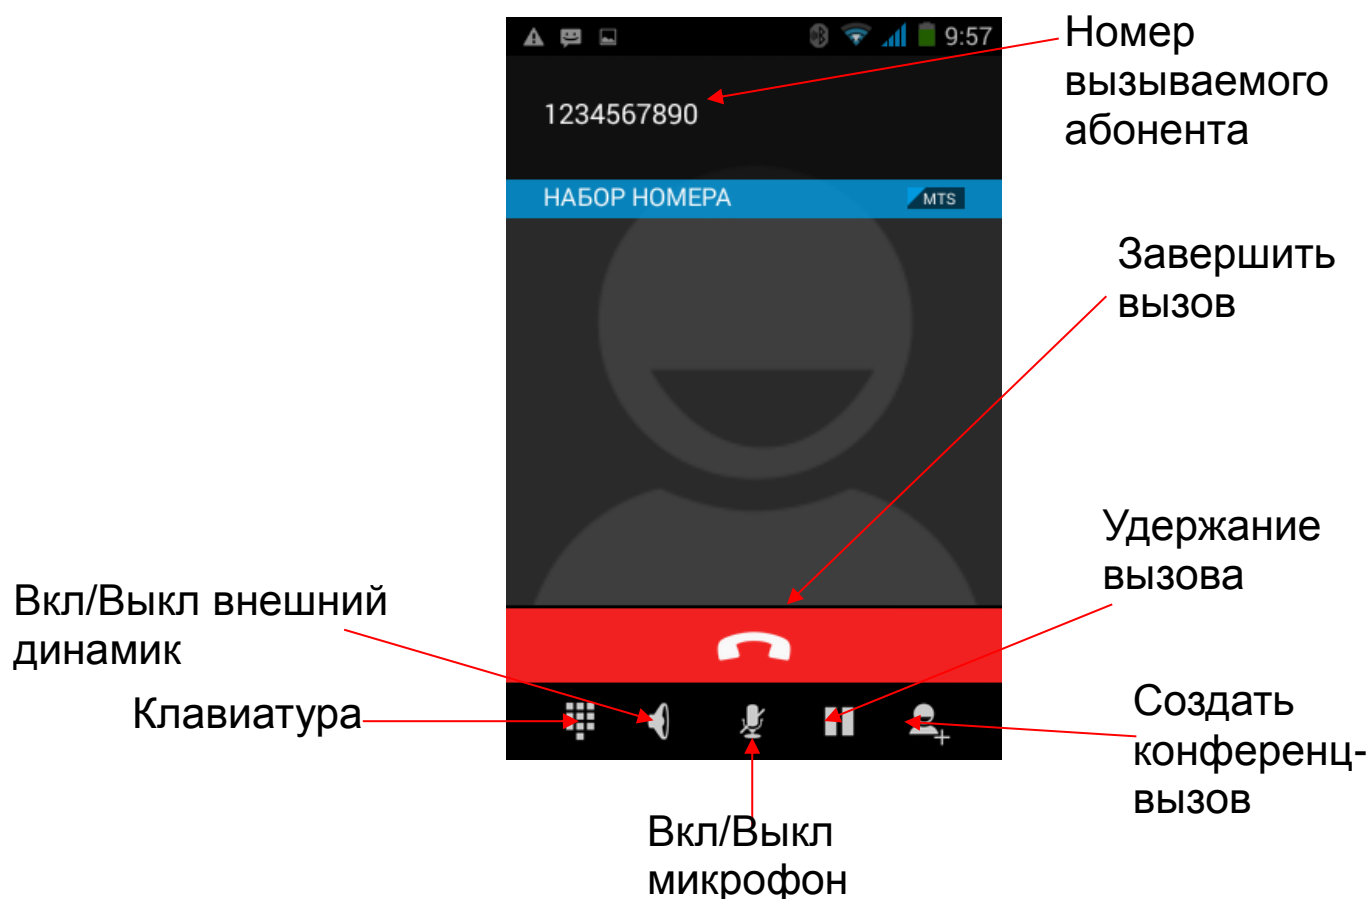 9:57
Номер
вызываемого
абонента
1234567890
НАБОР НОМЕРА
MTS
Завершить
вызов
Удержание
вызова
Вкл/Выкл внешний
динамик
Клавиатура
Создать
конференц-
вызов
Вкл/Выкл
микрофон